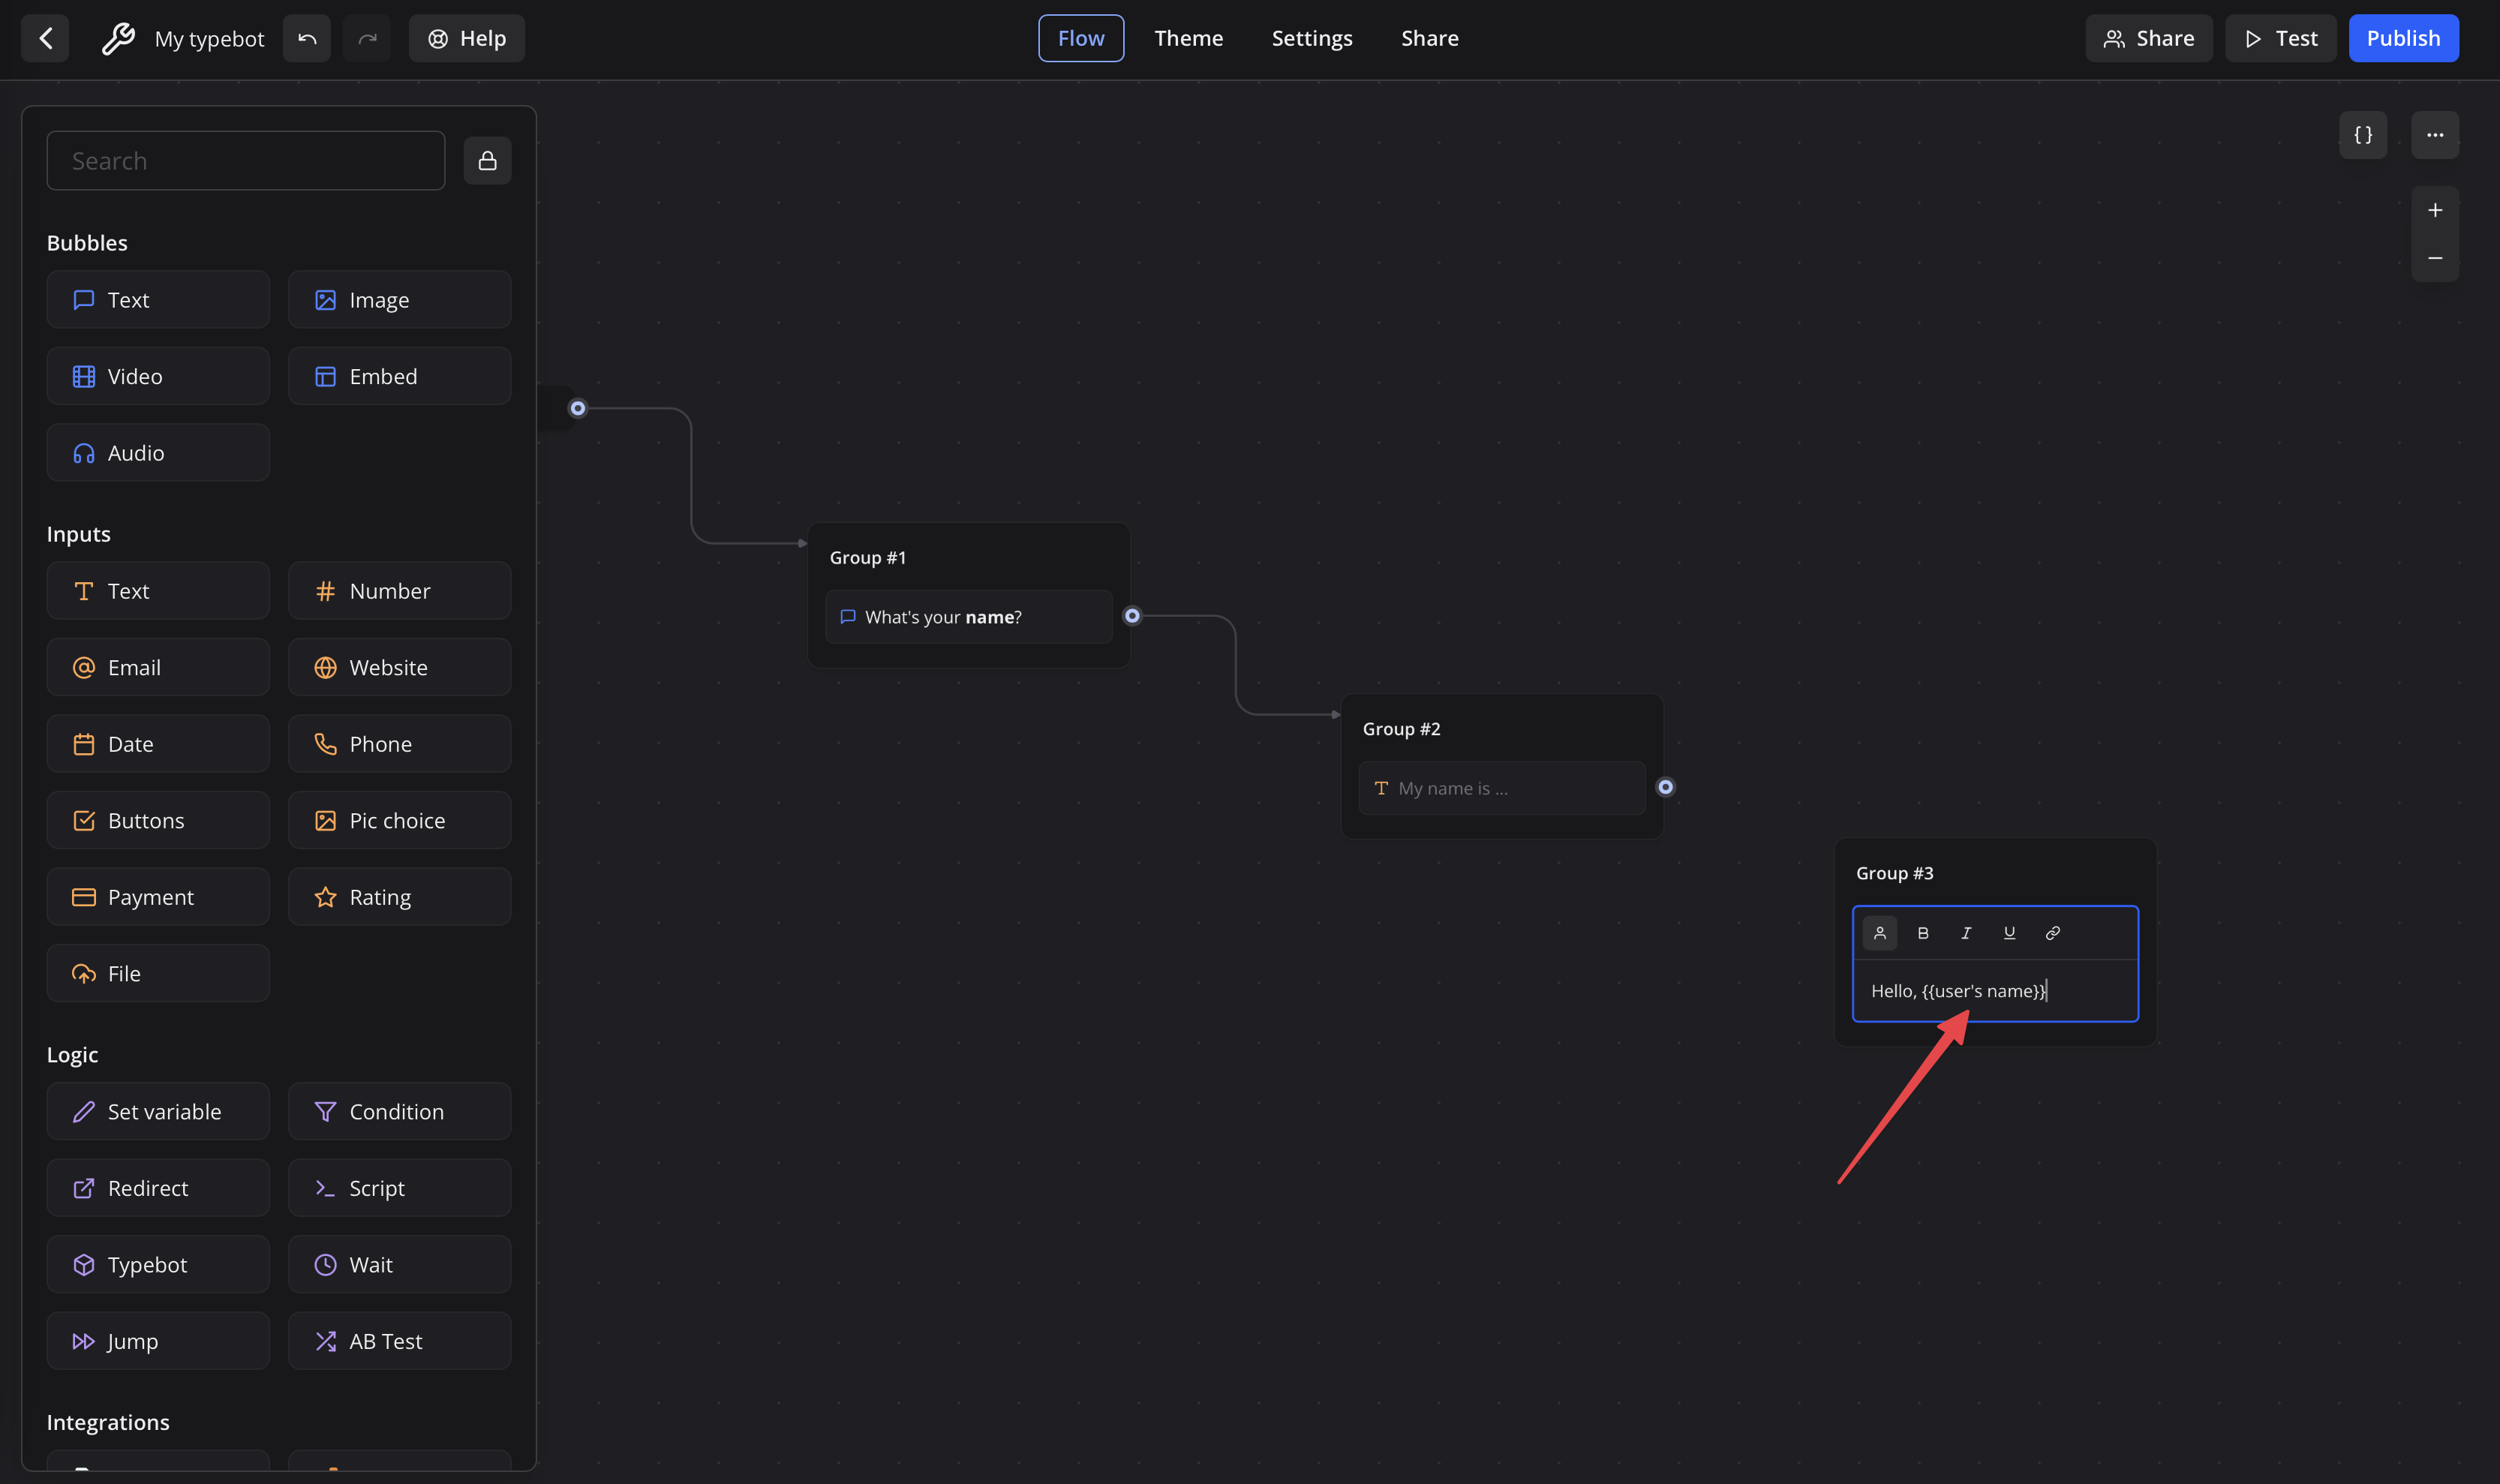 My typebot
Help
Flow
Theme
Settings
Share
Share
Test
Publish
Search
Bubbles
Text
Image
Video
Embed
Audio
Inputs
Text
Number
Email
Website
Date
Phone
Buttons
Pic choice
Payment
Rating
File
Logic
Set variable
Condition
Redirect
Script
Typebot
Wait
Jump
AB Test
Integrations
Group #1
What's your name?
Group #2
My name is ...
Group #3
B I U
Hello, {{user's name}}